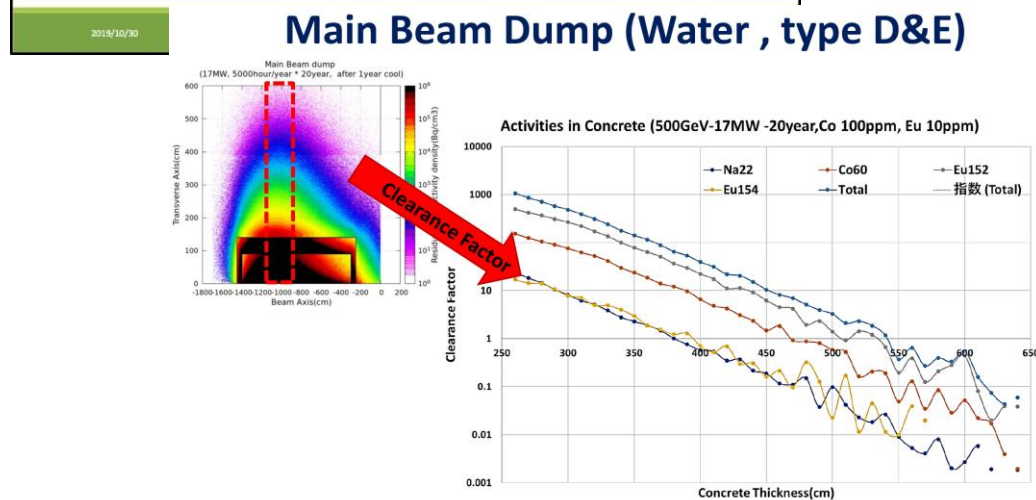 2019/10/30
Main Beam Dump (Water , type D&E)
Main Beam dump
(17MW, 5000hour/year * 20year, after 1year cool)
600
500
400
300
200
100
0
Transverse Axis(cm)
-1800-1600-1400-1200-1000 -800 -600 -400 -200 0 200
Beam Axis(cm)
10⁶
10⁵
10⁴
10³
10¹
10⁰
ctivity density(Bq/cm3)
Clearance Factor
Activities in Concrete (500GeV-17MW -20year,Co 100ppm, Eu 10ppm)
Na22
Co60
Eu152
Eu154
Total
指数 (Total)
10000
1000
10
1
0.1
0.01
0.001
Clearance Factor
250 300 350 400 450 500 550 600 650
Concrete Thickness(cm)